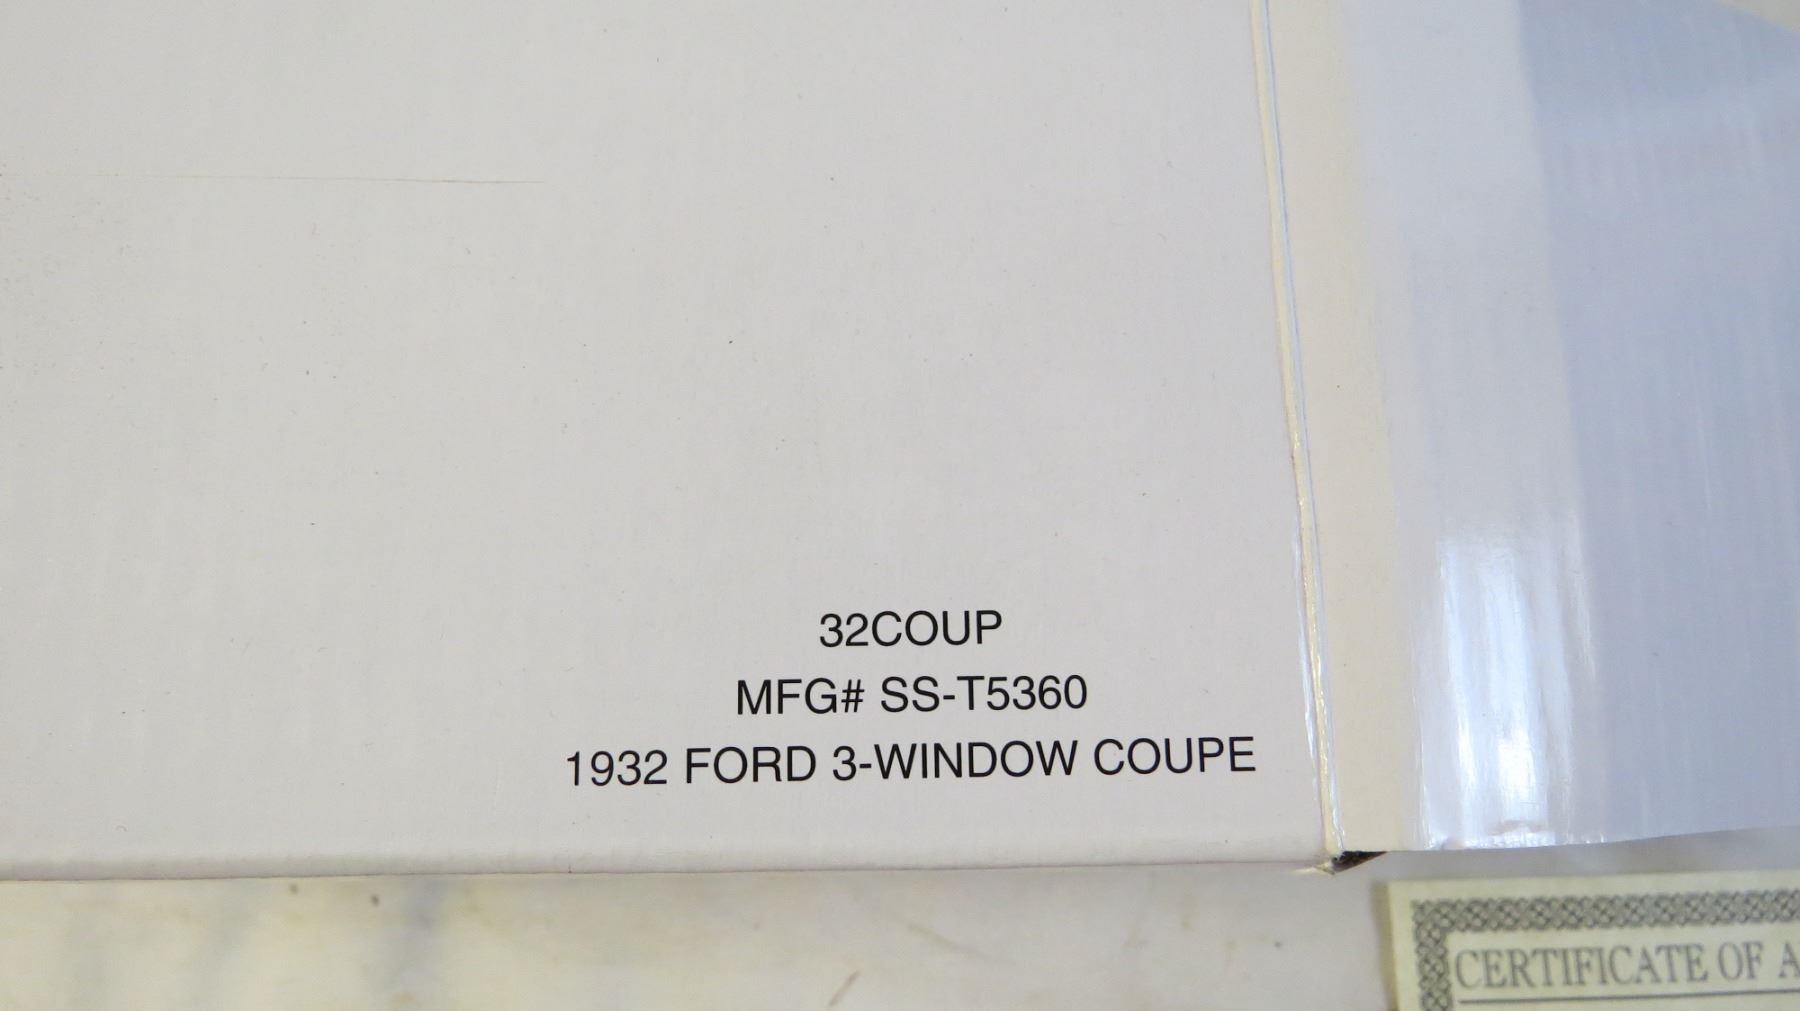 32COUP
MFG# SS-T5360
1932 FORD 3-WINDOW COUPE
CERTIFICATE OF